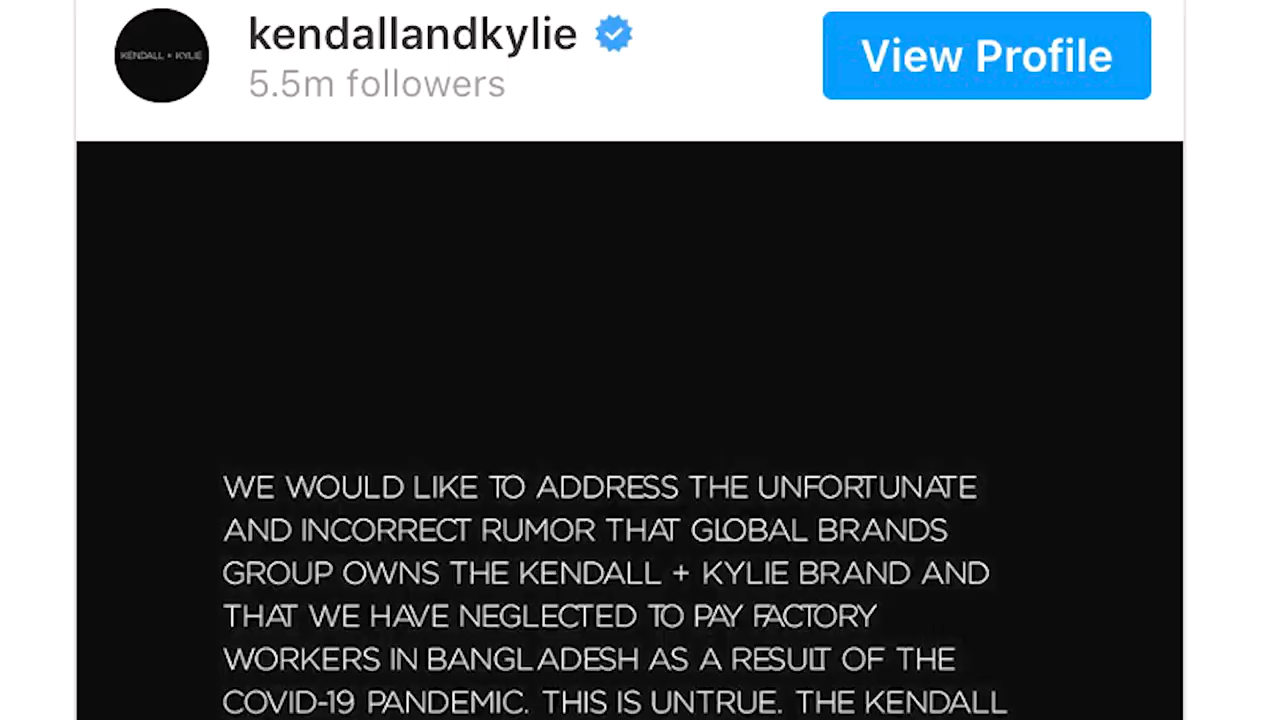 KENDALL + KYLIE
kendallandkylie
5.5m followers
View Profile
WE WOULD LIKE TO ADDRESS THE UNFORTUNATE
AND INCORRECT RUMOR THAT GLOBAL BRANDS
GROUP OWNS THE KENDALL + KYLIE BRAND AND
THAT WE HAVE NEGLECTED TO PAY FACTORY
WORKERS IN BANGLADESH AS A RESULT OF THE
COVID-19 PANDEMIC. THIS IS UNTRUE. THE KENDALL